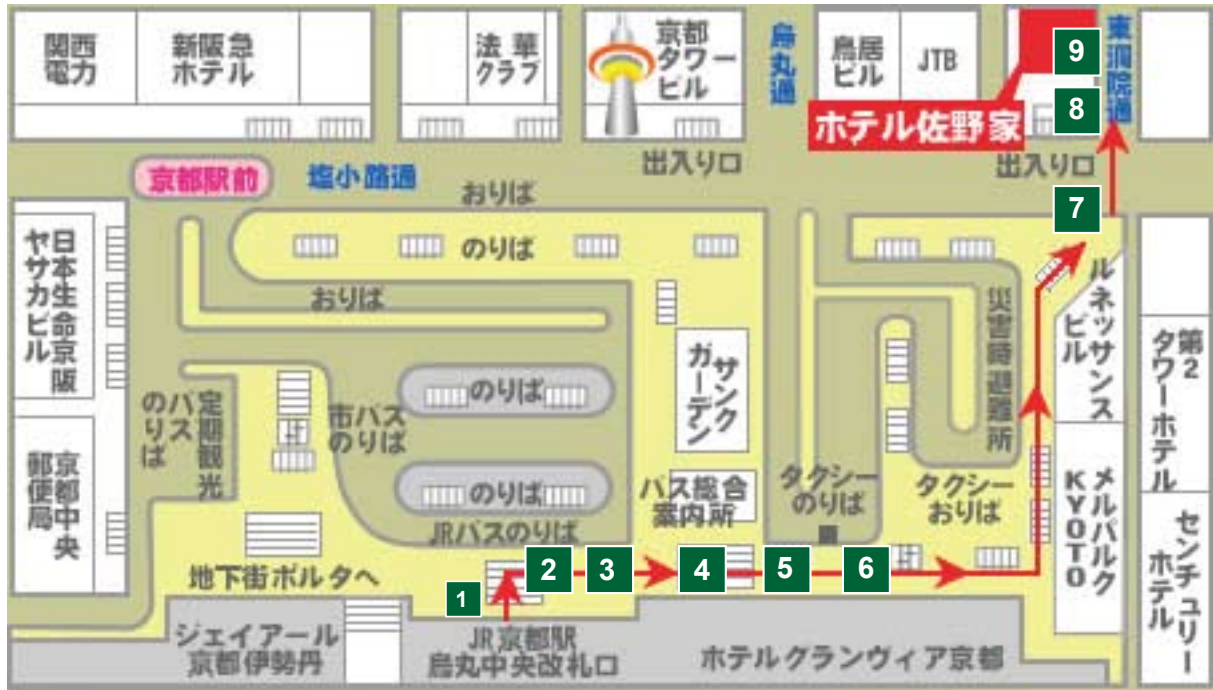 関西
電力
新阪急
ホテル
法華
クラブ
京都
タワー
ビル
烏丸通
鳥居
ビル
JTB
9
東洞院通
8
ホテル佐野家
出入り口
出入り口
京都駅前
塩小路通
おりば
7
のりば
日本生命京阪
ヤサカビル
おりば
ルネッサンス
ビル
災害時避難所
サンク
ガーデン
第2
タワーホテル
のりば
定期観光
バス
のりば
市バス
のりば
京都中央
郵便局
のりば
バス総合
案内所
タクシー
のりば
タクシー
おりば
メルパルク
KYOTO
センチュリー
ホテル
JRバスのりば
地下街ポルタへ
1
2
3
4
5
6
ジェイアール
京都伊勢丹
JR京都駅
烏丸中央改札口
ホテルグランヴィア京都